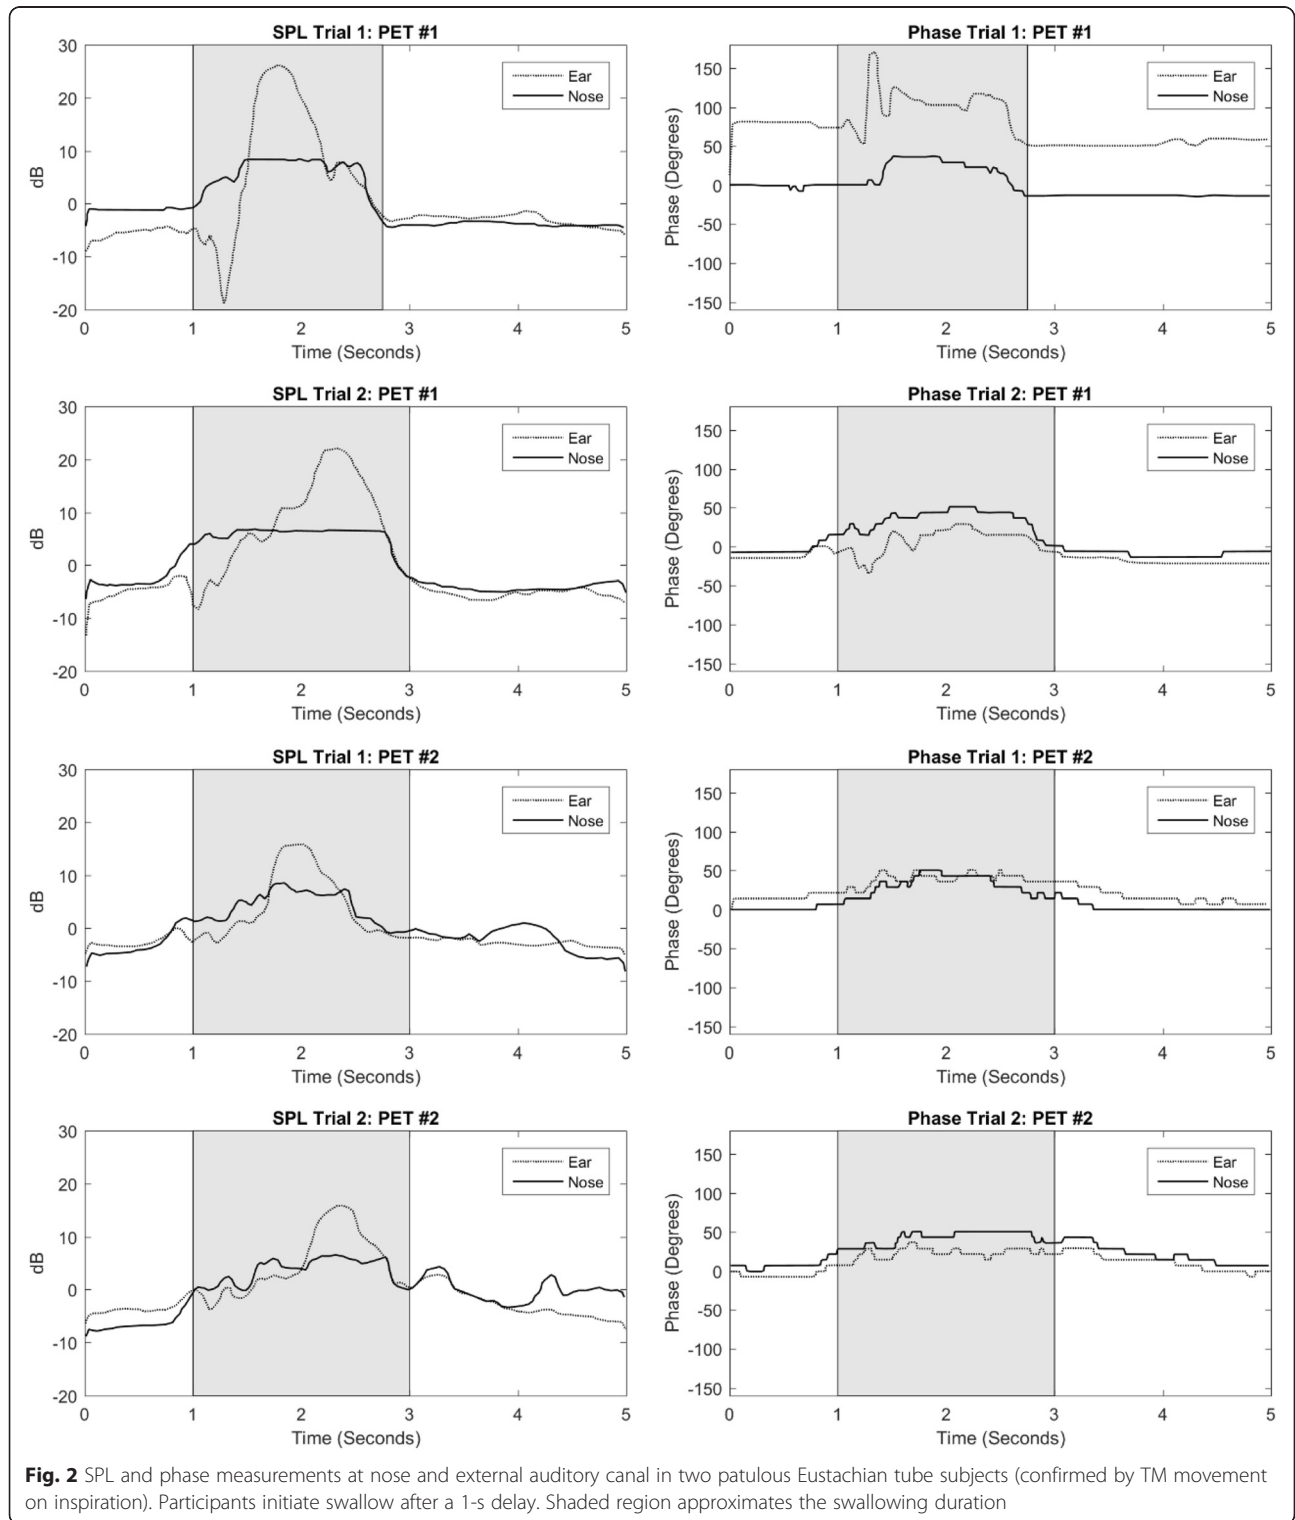 SPL Trial 1: PET #1
30
20
10
0
-10
-20
dB
0 1 2 3 4 5
Time (Seconds)
Ear
Nose
Phase Trial 1: PET #1
150
100
50
0
-50
-100
-150
Phase (Degrees)
0 1 2 3 4 5
Time (Seconds)
Ear
Nose
SPL Trial 2: PET #1
30
20
10
0
-10
-20
dB
0 1 2 3 4 5
Time (Seconds)
Ear
Nose
Phase Trial 2: PET #1
150
100
50
0
-50
-100
-150
Phase (Degrees)
0 1 2 3 4 5
Time (Seconds)
Ear
Nose
SPL Trial 1: PET #2
30
20
10
0
-10
-20
dB
0 1 2 3 4 5
Time (Seconds)
Ear
Nose
Phase Trial 1: PET #2
150
100
50
0
-50
-100
-150
Phase (Degrees)
0 1 2 3 4 5
Time (Seconds)
Ear
Nose
SPL Trial 2: PET #2
30
20
10
0
-10
-20
dB
0 1 2 3 4 5
Time (Seconds)
Ear
Nose
Phase Trial 2: PET #2
150
100
50
0
-50
-100
-150
Phase (Degrees)
0 1 2 3 4 5
Time (Seconds)
Ear
Nose
Fig. 2 SPL and phase measurements at nose and external auditory canal in two patulous Eustachian tube subjects (confirmed by TM movement
on inspiration). Participants initiate swallow after a 1-s delay. Shaded region approximates the swallowing duration